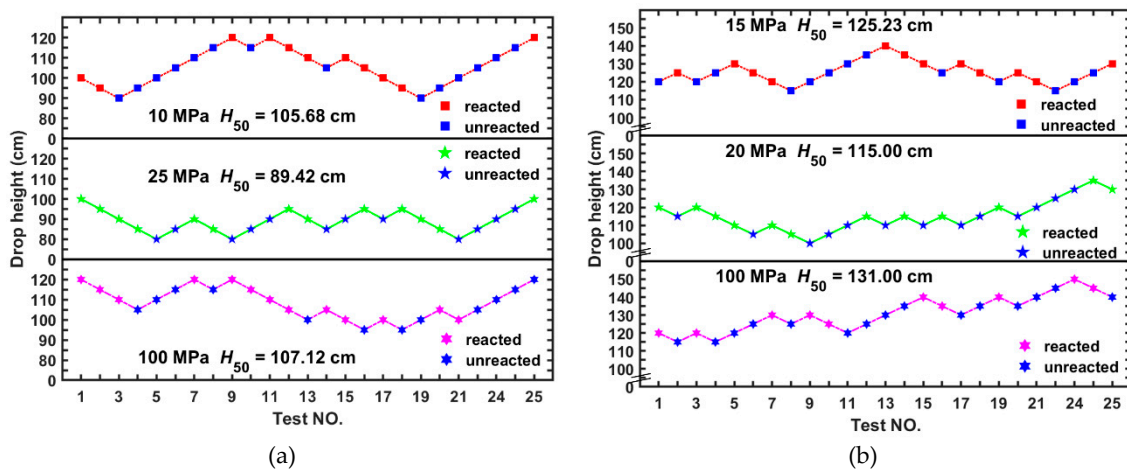 Drop height (cm)
120
110
100
90
80
0
10 MPa H50 = 105.68 cm
reacted
unreacted
120
110
100
90
80
0
25 MPa H50 = 89.42 cm
reacted
unreacted
120
110
100
90
80
0
100 MPa H50 = 107.12 cm
reacted
unreacted
1 3 5 7 9 11 13 15 17 19 21 23 25
Test NO.
(a)
Drop height (cm)
160
150
140
130
120
110
100
0
15 MPa H50 = 125.23 cm
reacted
unreacted
150
140
130
120
110
100
0
20 MPa H50 = 115.00 cm
reacted
unreacted
150
140
130
120
110
100
0
100 MPa H50 = 131.00 cm
reacted
unreacted
1 3 5 7 9 11 13 15 17 19 21 24 25
Test NO.
(b)